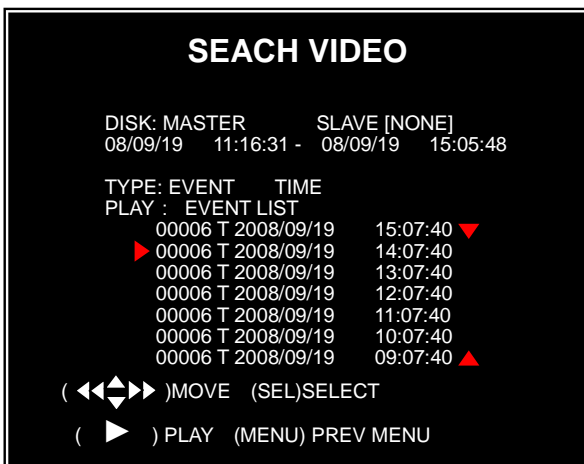 SEACH VIDEO
DISK: MASTER SLAVE [NONE]
08/09/19 11:16:31 - 08/09/19 15:05:48
TYPE: EVENT TIME
PLAY : EVENT LIST
00006 T 2008/09/19 15:07:40
00006 T 2008/09/19 14:07:40
00006 T 2008/09/19 13:07:40
00006 T 2008/09/19 12:07:40
00006 T 2008/09/19 11:07:40
00006 T 2008/09/19 10:07:40
00006 T 2008/09/19 09:07:40
( )MOVE (SEL)SELECT
( ) PLAY (MENU) PREV MENU